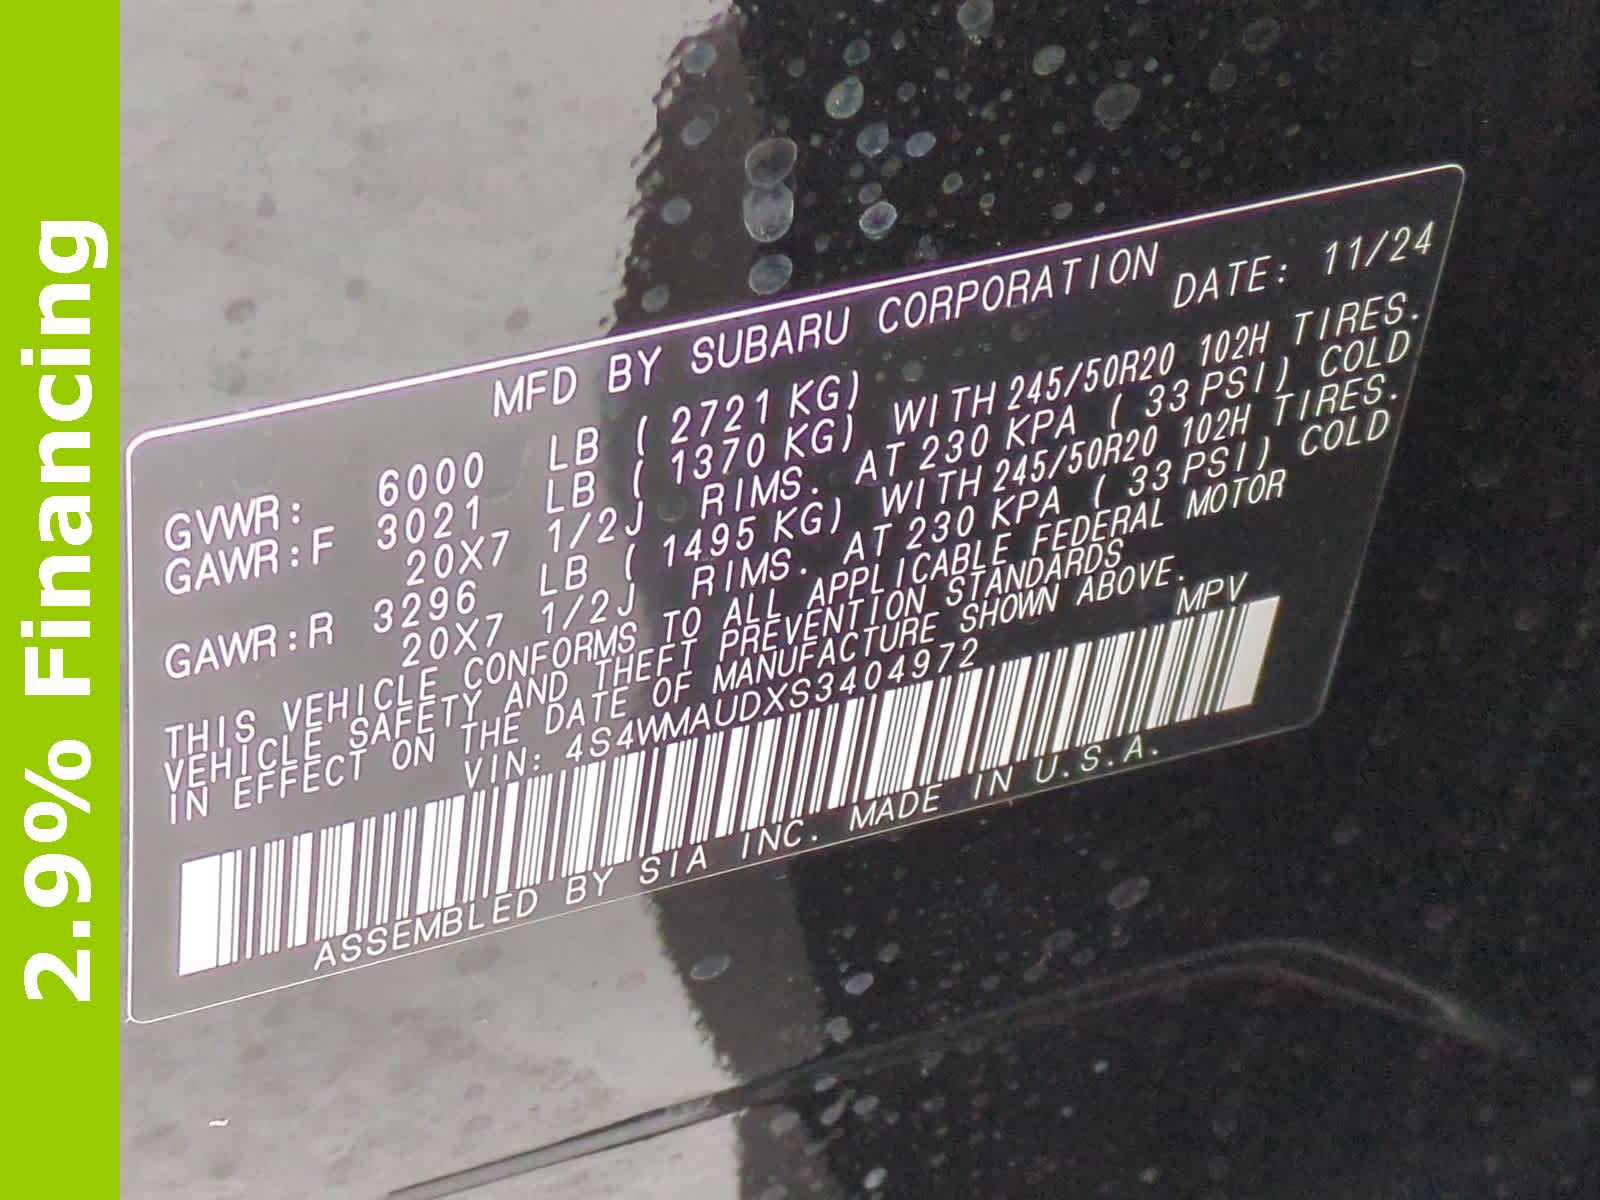 2.9% Financing
MFD BY SUBARU CORPORATION
DATE: 11/24
GVWR: 6000 LB ( 2721 KG)
GAWR:F 3021 LB ( 1370 KG) WITH 245/50R20 102H TIRES.
20X7 1/2J RIMS. AT 230 KPA ( 33 PSI) COLD
GAWR:R 3296 LB ( 1495 KG) WITH 245/50R20 102H TIRES.
20X7 1/2J RIMS. AT 230 KPA ( 33 PSI) COLD
THIS VEHICLE CONFORMS TO ALL APPLICABLE FEDERAL MOTOR
VEHICLE SAFETY AND THEFT PREVENTION STANDARDS
IN EFFECT ON THE DATE OF MANUFACTURE SHOWN ABOVE.
VIN: 4S4WMAUDXS3404972 MPV
ASSEMBLED BY SIA INC. MADE IN U.S.A.